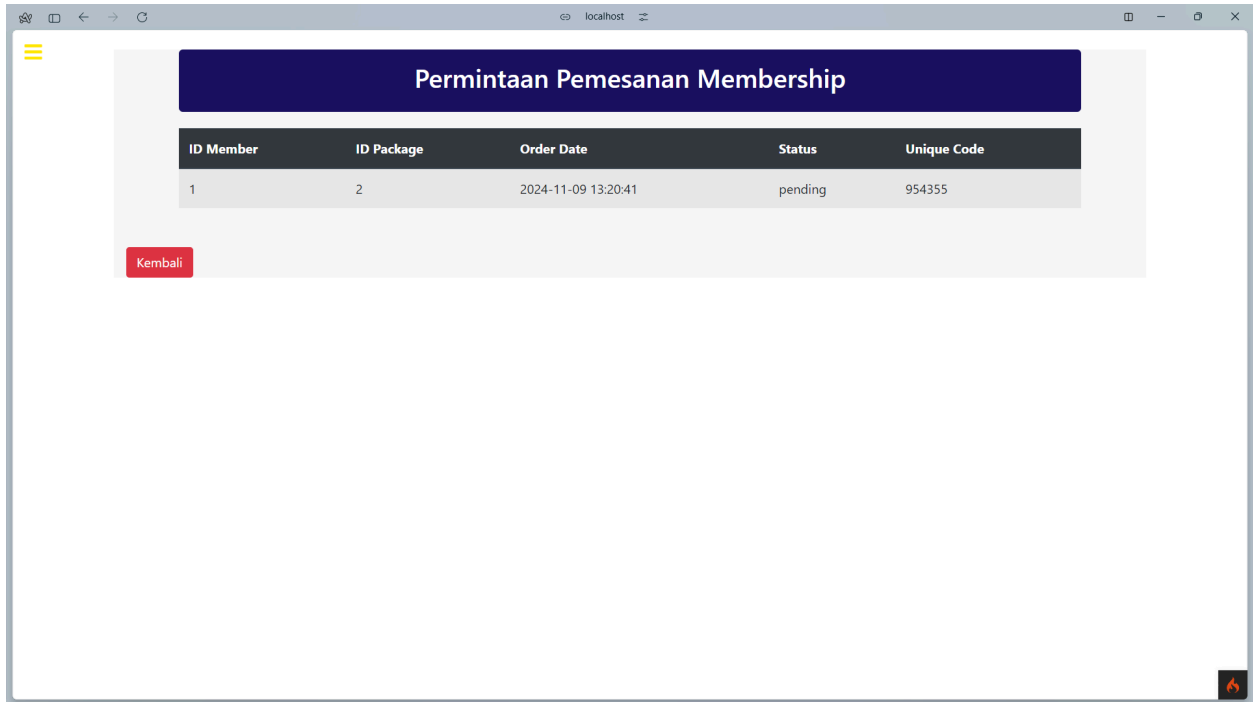 localhost
Permintaan Pemesanan Membership
ID Member ID Package Order Date Status Unique Code
1 2 2024-11-09 13:20:41 pending 954355
Kembali